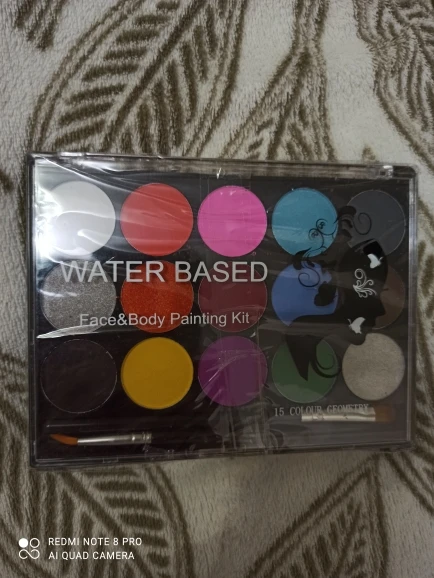 WATER BASED
Face&Body Painting Kit
15 COLOUR GEOMETRY
REDMI NOTE 8 PRO
AI QUAD CAMERA